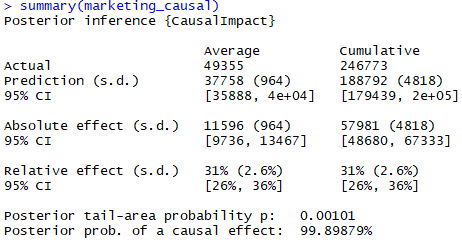 > summary(marketing_causal)
Posterior inference {CausalImpact}
Average Cumulative
Actual 49355 246773
Prediction (s.d.) 37758 (964) 188792 (4818)
95% CI [35888, 4e+04] [179439, 2e+05]
Absolute effect (s.d.) 11596 (964) 57981 (4818)
95% CI [9736, 13467] [48680, 67333]
Relative effect (s.d.) 31% (2.6%) 31% (2.6%)
95% CI [26%, 36%] [26%, 36%]
Posterior tail-area probability p: 0.00101
Posterior prob. of a causal effect: 99.89879%